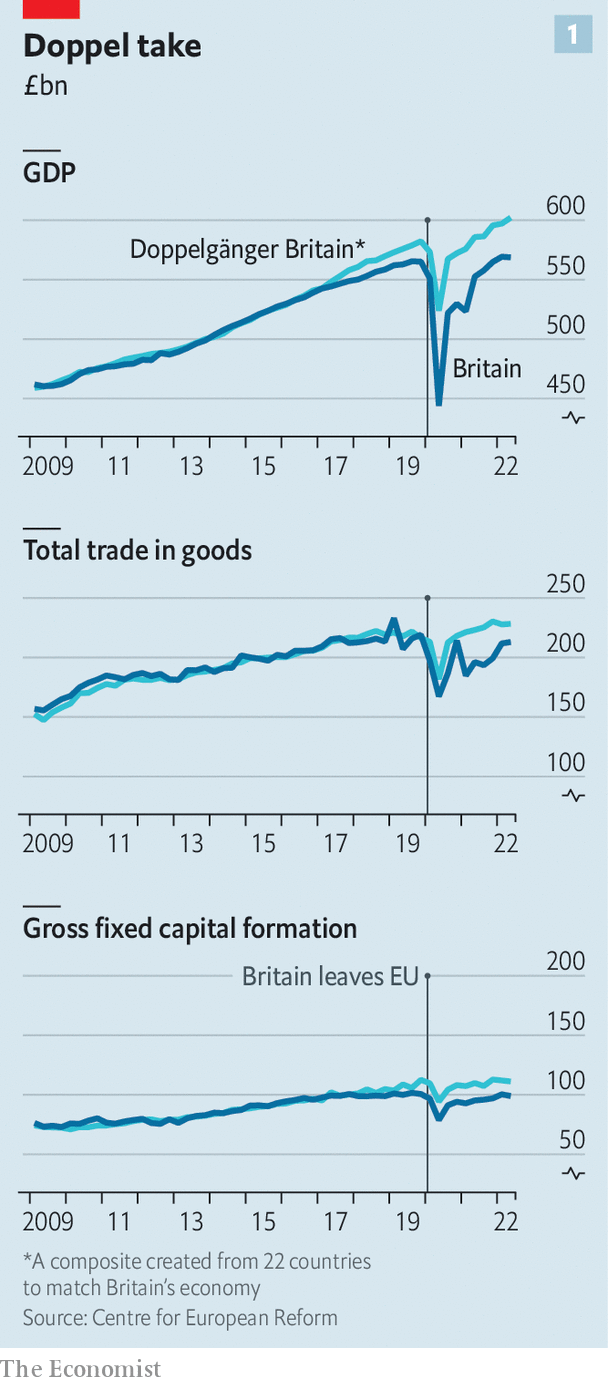 1
Doppel take
£bn
GDP
600
Doppelgänger Britain*
550
500
Britain
450
2009 11 13 15 17 19 22
Total trade in goods
250
200
150
100
2009 11 13 15 17 19 22
Gross fixed capital formation
200
Britain leaves EU
150
100
50
2009 11 13 15 17 19 22
*A composite created from 22 countries
to match Britain’s economy
Source: Centre for European Reform
The Economist